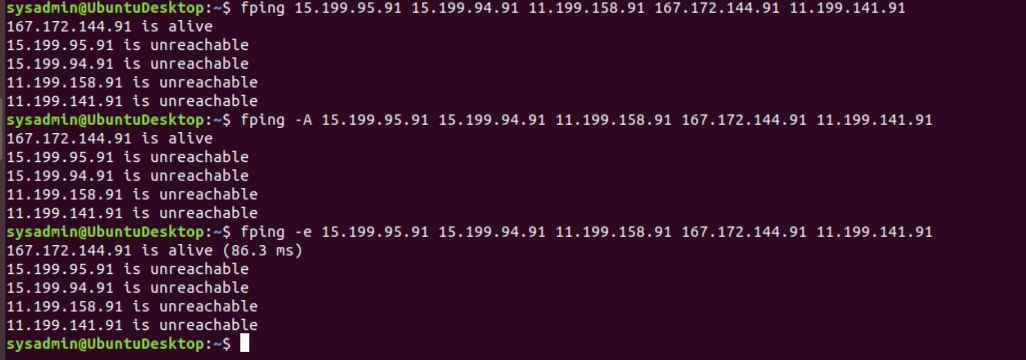 sysadmin@UbuntuDesktop:~$ fping 15.199.95.91 15.199.94.91 11.199.158.91 167.172.144.91 11.199.141.91
167.172.144.91 is alive
15.199.95.91 is unreachable
15.199.94.91 is unreachable
11.199.158.91 is unreachable
11.199.141.91 is unreachable
sysadmin@UbuntuDesktop:~$ fping -A 15.199.95.91 15.199.94.91 11.199.158.91 167.172.144.91 11.199.141.91
167.172.144.91 is alive
15.199.95.91 is unreachable
15.199.94.91 is unreachable
11.199.158.91 is unreachable
11.199.141.91 is unreachable
sysadmin@UbuntuDesktop:~$ fping -e 15.199.95.91 15.199.94.91 11.199.158.91 167.172.144.91 11.199.141.91
167.172.144.91 is alive (86.3 ms)
15.199.95.91 is unreachable
15.199.94.91 is unreachable
11.199.158.91 is unreachable
11.199.141.91 is unreachable
sysadmin@UbuntuDesktop:~$